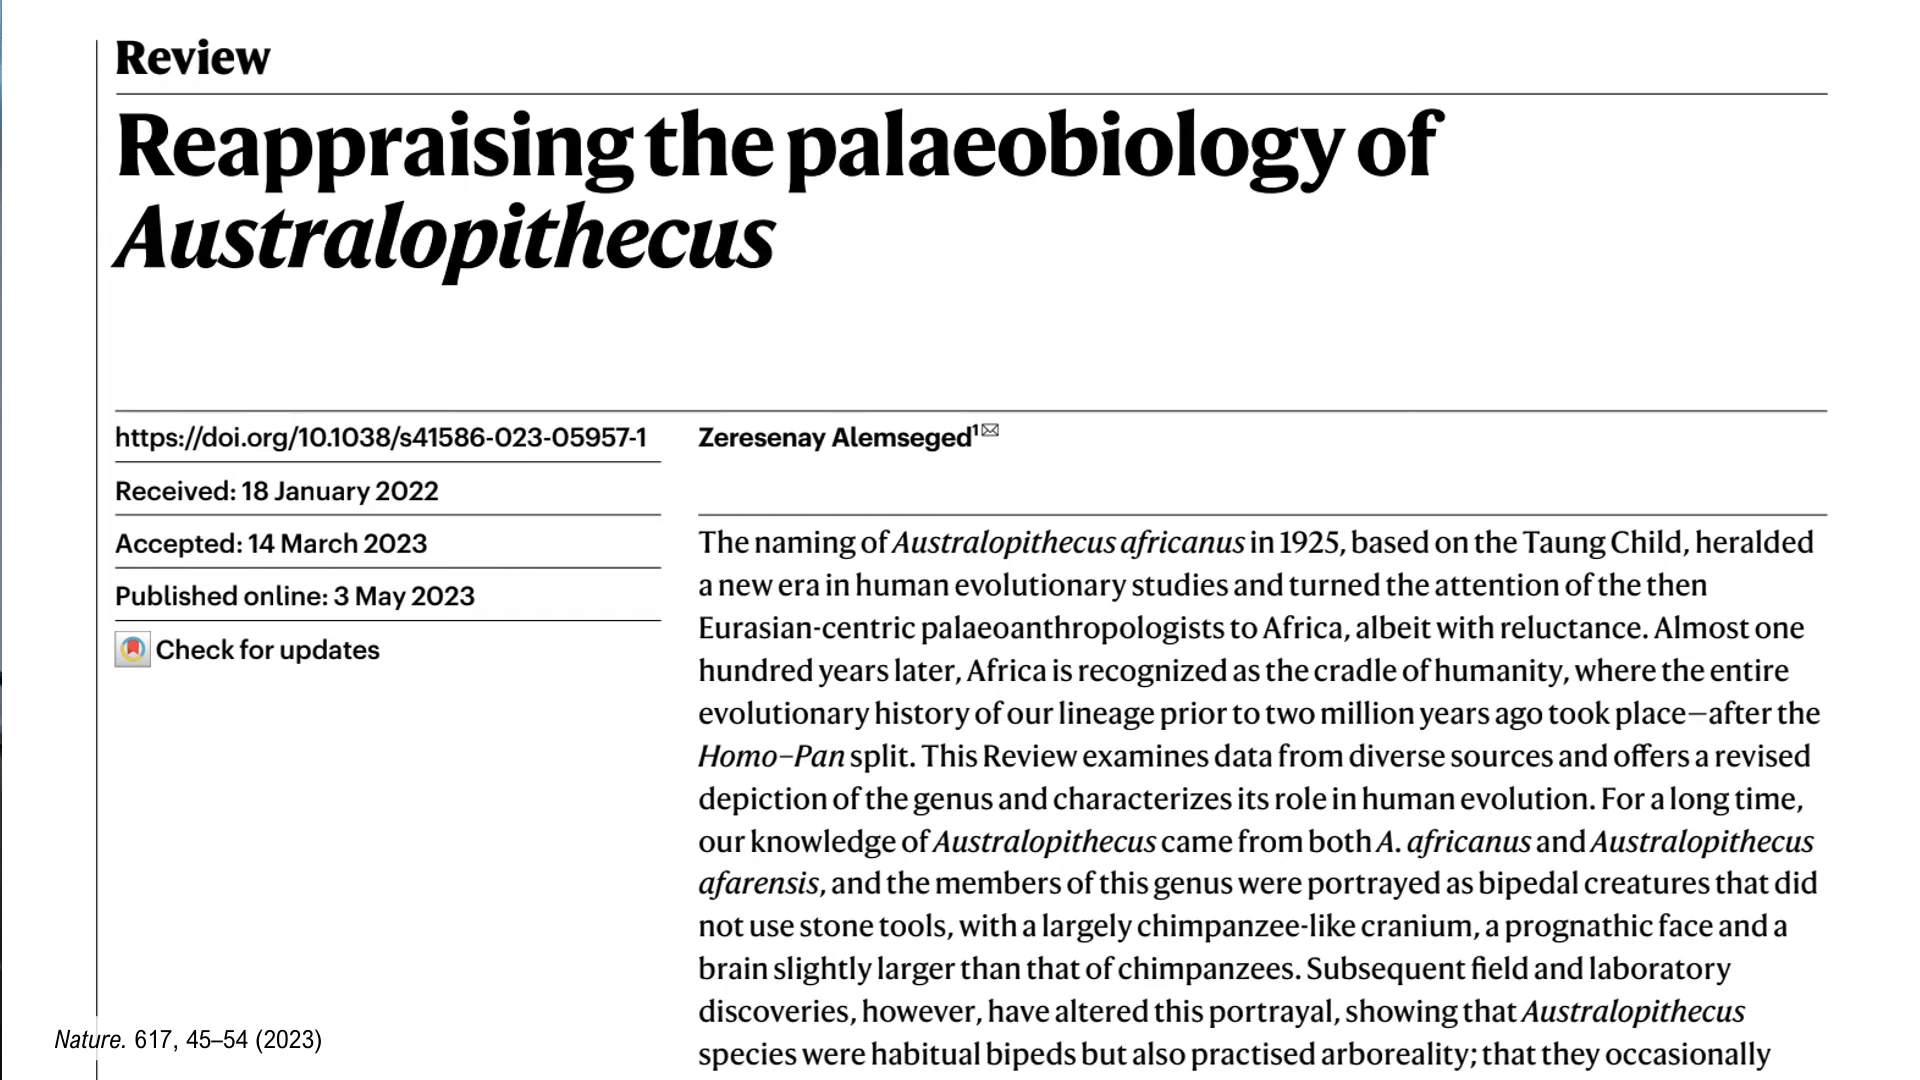 Review
Reappraising the palaeobiology of
Australopithecus
https://doi.org/10.1038/s41586-023-05957-1
Received: 18 January 2022
Accepted: 14 March 2023
Published online: 3 May 2023
Check for updates
Zeresenay Alemseged1
The naming of Australopithecus africanus in 1925, based on the Taung Child, heralded
a new era in human evolutionary studies and turned the attention of the then
Eurasian-centric palaeoanthropologists to Africa, albeit with reluctance. Almost one
hundred years later, Africa is recognized as the cradle of humanity, where the entire
evolutionary history of our lineage prior to two million years ago took place—after the
Homo–Pan split. This Review examines data from diverse sources and offers a revised
depiction of the genus and characterizes its role in human evolution. For a long time,
our knowledge of Australopithecus came from both A. africanus and Australopithecus
afarensis, and the members of this genus were portrayed as bipedal creatures that did
not use stone tools, with a largely chimpanzee-like cranium, a prognathic face and a
brain slightly larger than that of chimpanzees. Subsequent field and laboratory
discoveries, however, have altered this portrayal, showing that Australopithecus
species were habitual bipeds but also practised arboreality; that they occasionally
Nature. 617, 45–54 (2023)